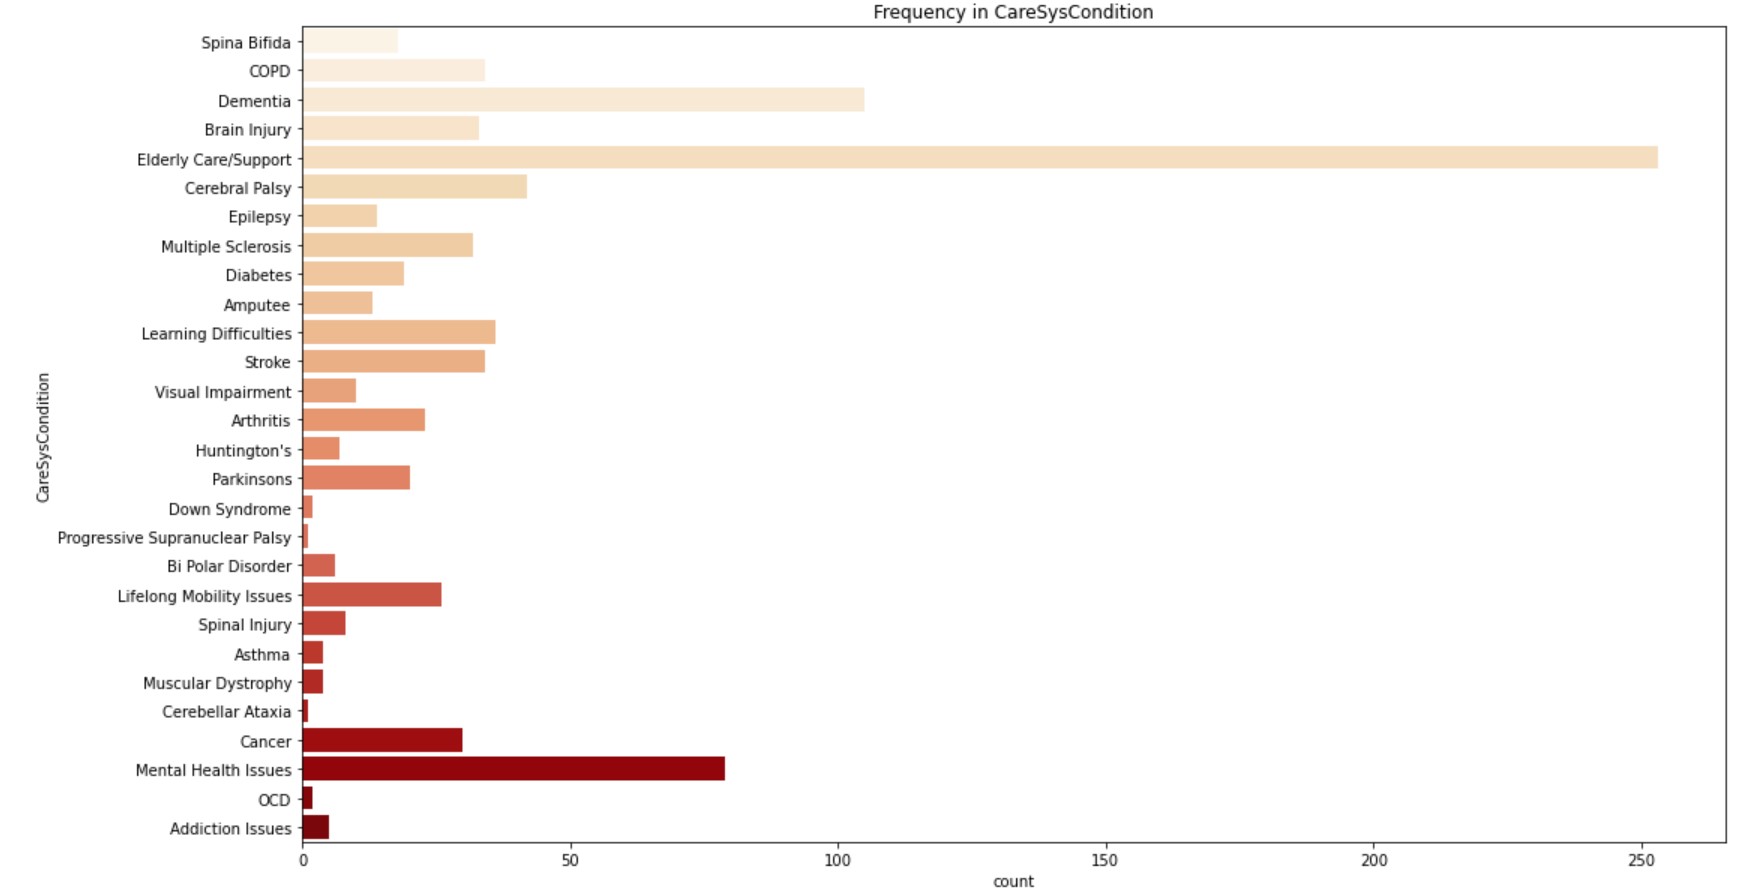 Frequency in CareSysCondition
CareSysCondition
Spina Bifida
COPD
Dementia
Brain Injury
Elderly Care/Support
Cerebral Palsy
Epilepsy
Multiple Sclerosis
Diabetes
Amputee
Learning Difficulties
Stroke
Visual Impairment
Arthritis
Huntington's
Parkinsons
Down Syndrome
Progressive Supranuclear Palsy
Bi Polar Disorder
Lifelong Mobility Issues
Spinal Injury
Asthma
Muscular Dystrophy
Cerebellar Ataxia
Cancer
Mental Health Issues
OCD
Addiction Issues
0 50 100 150 200 250
count